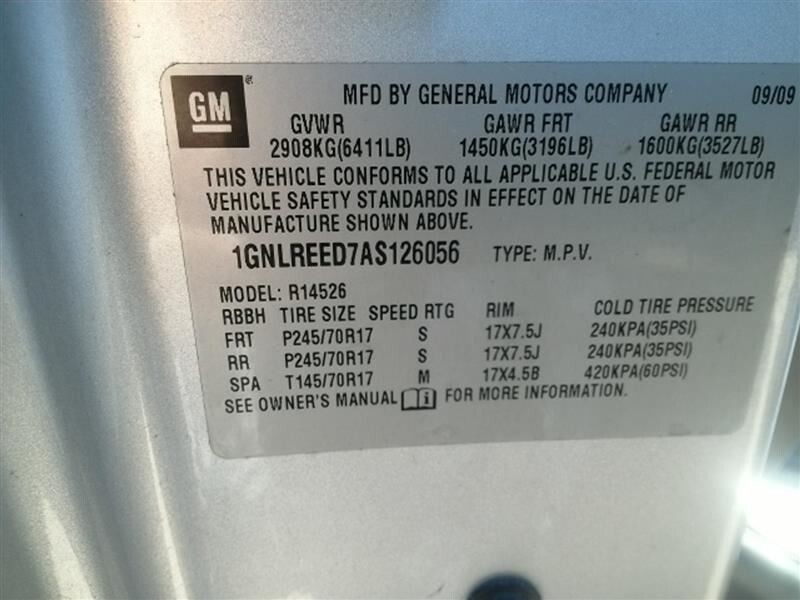 GM
MFD BY GENERAL MOTORS COMPANY 09/09
GVWR GAWR FRT GAWR RR
2908KG(6411LB) 1450KG(3196LB) 1600KG(3527LB)
THIS VEHICLE CONFORMS TO ALL APPLICABLE U.S. FEDERAL MOTOR
VEHICLE SAFETY STANDARDS IN EFFECT ON THE DATE OF
MANUFACTURE SHOWN ABOVE.
1GNLREED7AS126056 TYPE: M.P.V.
MODEL: R14526
RBBH TIRE SIZE SPEED RTG RIM COLD TIRE PRESSURE
FRT P245/70R17 S 17X7.5J 240KPA(35PSI)
RR P245/70R17 S 17X7.5J 240KPA(35PSI)
SPA T145/70R17 M 17X4.5B 420KPA(60PSI)
SEE OWNER'S MANUAL i FOR MORE INFORMATION.